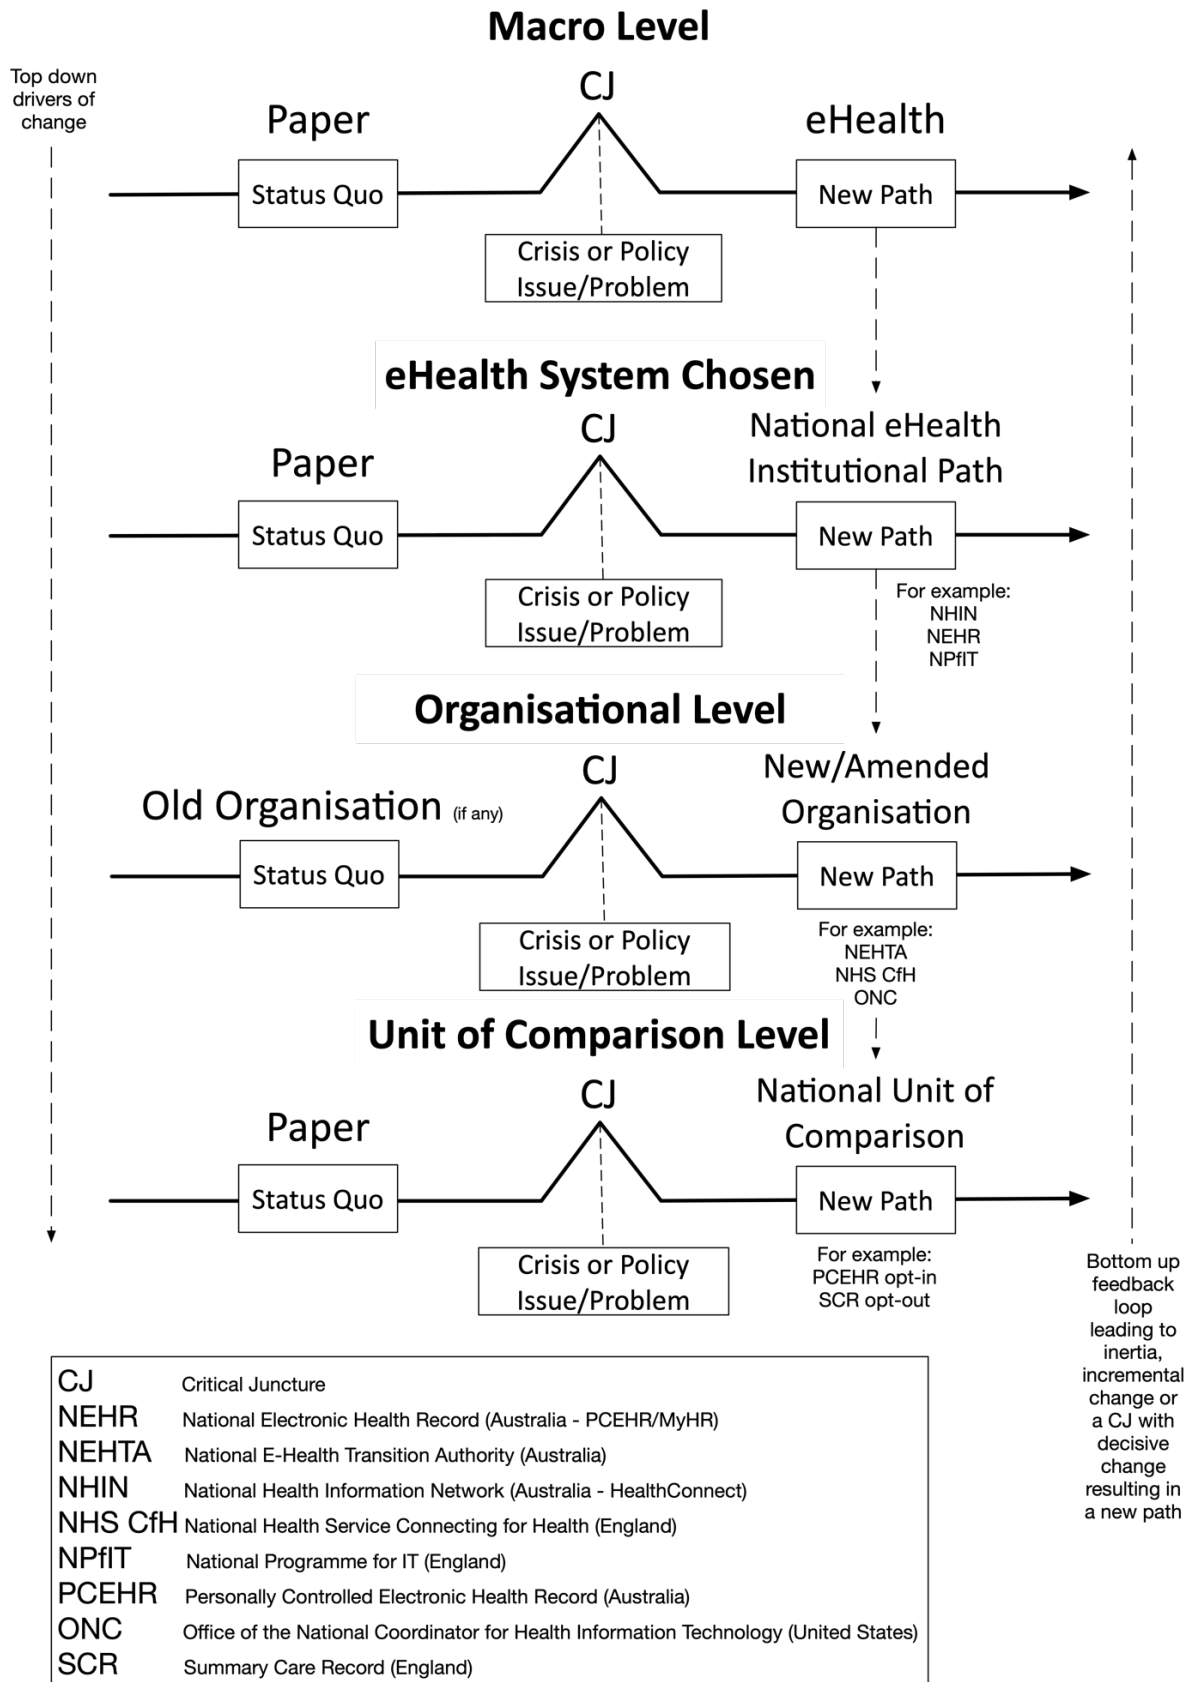 Macro Level
Top down
drivers of
change
CJ
Paper
eHealth
Status Quo
New Path
Crisis or Policy
Issue/Problem
eHealth System Chosen
CJ
National eHealth
Institutional Path
Paper
Status Quo
New Path
Crisis or Policy
Issue/Problem
For example:
NHIN
NEHR
NPfIT
Organisational Level
CJ
New/Amended
Organisation
Old Organisation (if any)
Status Quo
New Path
Crisis or Policy
Issue/Problem
For example:
NEHTA
NHS CfH
ONC
Unit of Comparison Level
CJ
National Unit of
Comparison
Paper
Status Quo
New Path
Crisis or Policy
Issue/Problem
For example:
PCEHR opt-in
SCR opt-out
Bottom up
feedback
loop
leading to
inertia,
incremental
change or
a CJ with
decisive
change
resulting in
a new path
CJ Critical Juncture
NEHR National Electronic Health Record (Australia - PCEHR/MyHR)
NEHTA National E-Health Transition Authority (Australia)
NHIN National Health Information Network (Australia - HealthConnect)
NHS CfH National Health Service Connecting for Health (England)
NPfIT National Programme for IT (England)
PCEHR Personally Controlled Electronic Health Record (Australia)
ONC Office of the National Coordinator for Health Information Technology (United States)
SCR Summary Care Record (England)